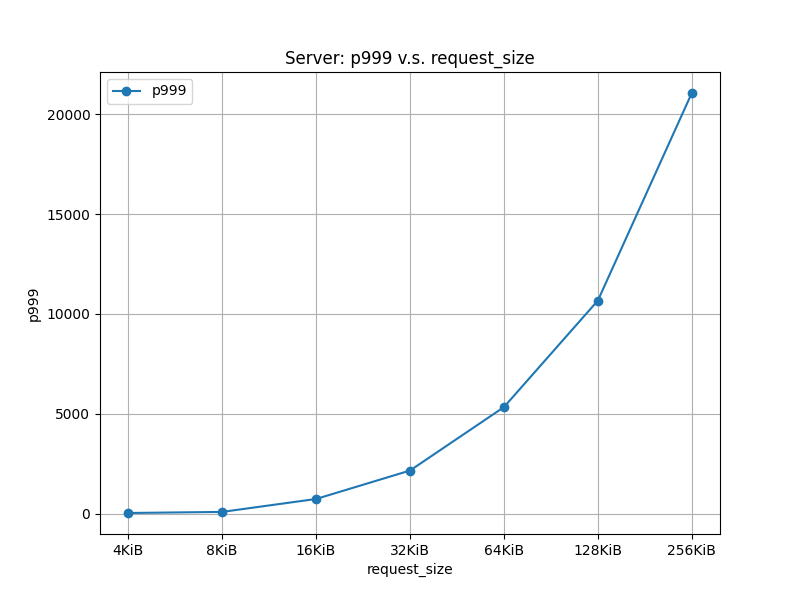 Server: p999 v.s. request_size
p999
p999
20000
15000
10000
5000
0
4KiB 8KiB 16KiB 32KiB 64KiB 128KiB 256KiB
request_size